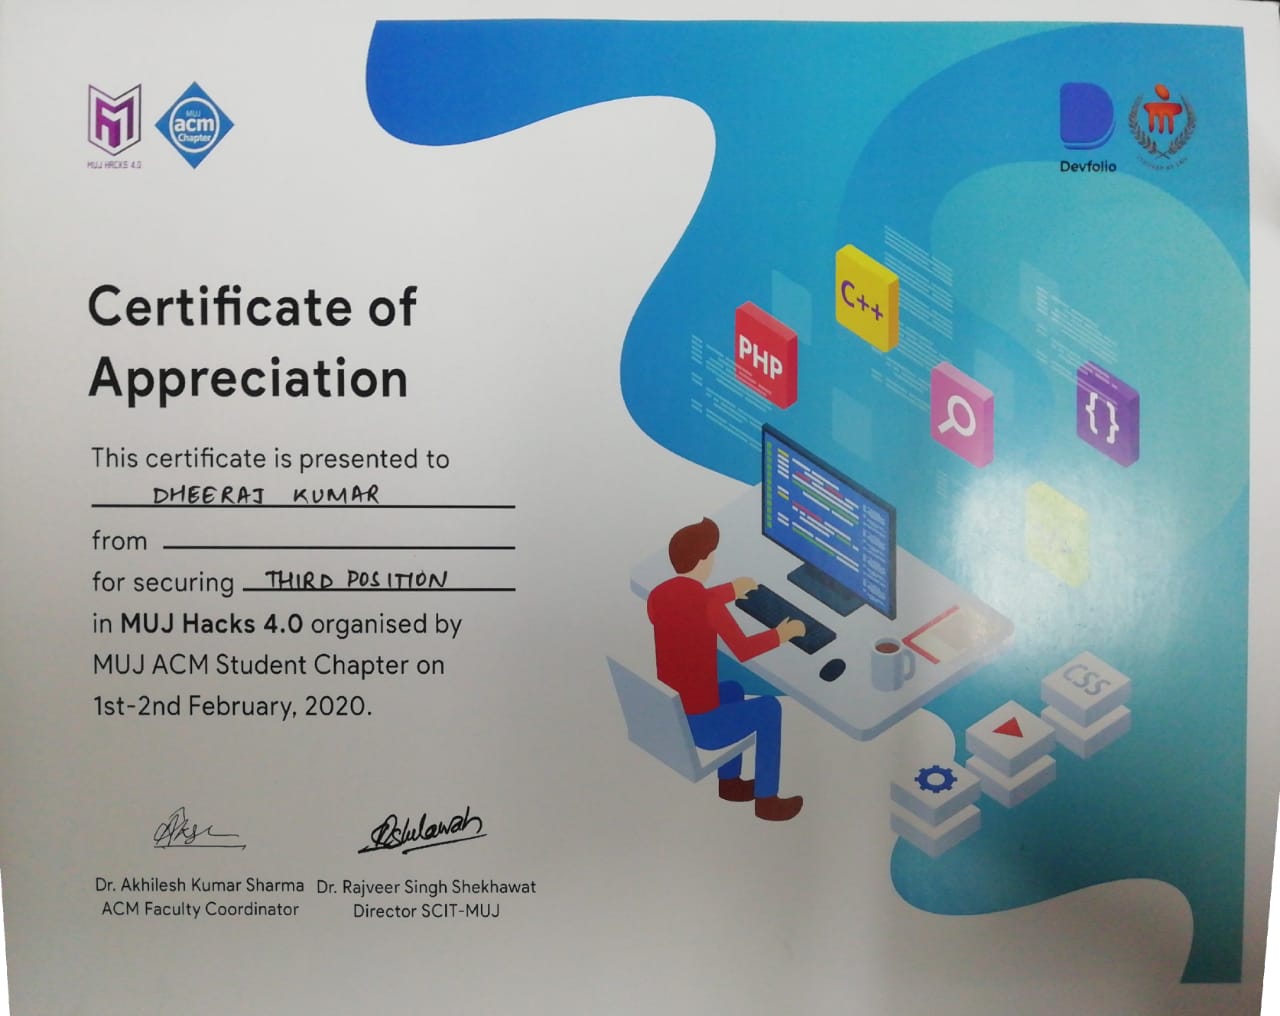 MUJ HACKS 4.0
MUJ
acm
Chapter
Devfolio
Certificate of
Appreciation
This certificate is presented to
DHEERAJ KUMAR
from
for securing THIRD POSITION
in MUJ Hacks 4.0 organised by
MUJ ACM Student Chapter on
1st-2nd February, 2020.
C++
PHP
{}
CSS
Dr. Akhilesh Kumar Sharma
ACM Faculty Coordinator
Dr. Rajveer Singh Shekhawat
Director SCIT-MUJ